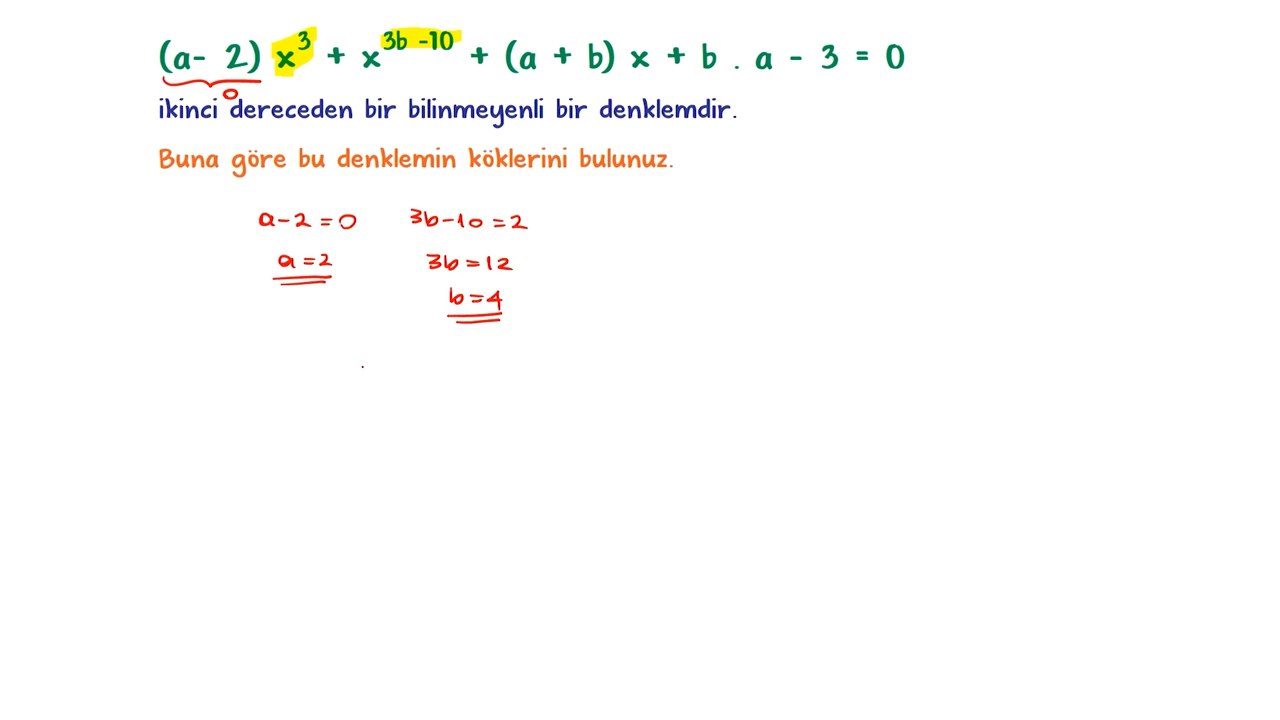 (a- 2) x³ + x³ᵇ ⁻¹⁰ + (a + b) x + b . a - 3 = 0
0
ikinci dereceden bir bilinmeyenli bir denklemdir.
Buna göre bu denklemin köklerini bulunuz.
a-2=0 3b-10=2
a=2 3b=12
b=4